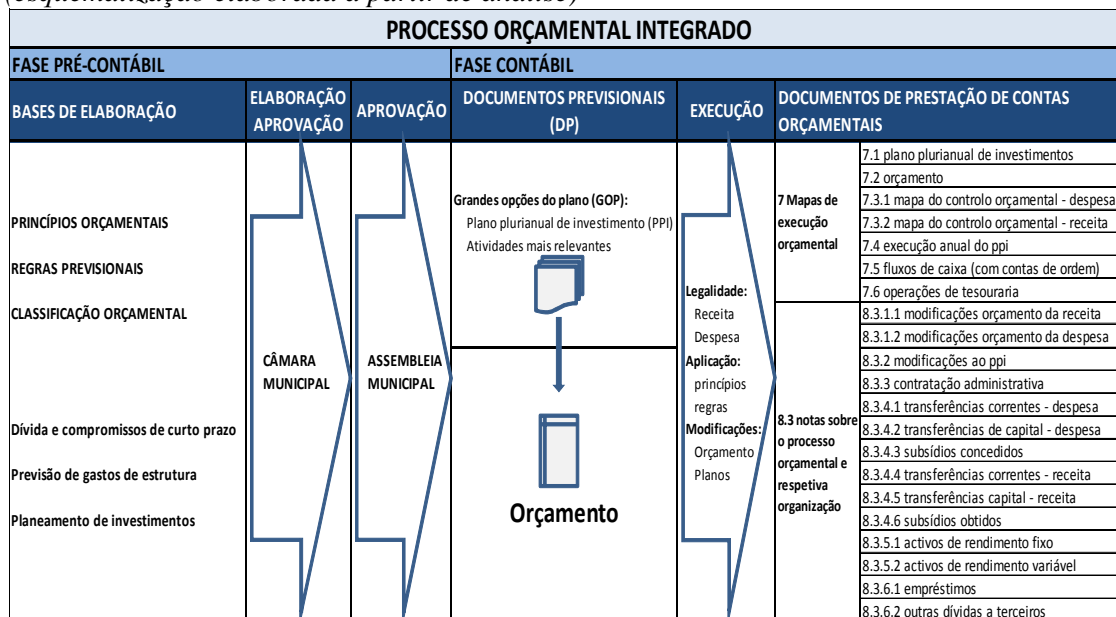 (esquematização elaborada a partir de análise)
PROCESSO ORÇAMENTAL INTEGRADO
FASE PRÉ-CONTÁBIL
FASE CONTÁBIL
BASES DE ELABORAÇÃO
ELABORAÇÃO
APROVAÇÃO
APROVAÇÃO
DOCUMENTOS PREVISIONAIS
(DP)
EXECUÇÃO
DOCUMENTOS DE PRESTAÇÃO DE CONTAS
ORÇAMENTAIS
PRINCÍPIOS ORÇAMENTAIS
REGRAS PREVISIONAIS
CLASSIFICAÇÃO ORÇAMENTAL
Dívida e compromissos de curto prazo
Previsão de gastos de estrutura
Planeamento de investimentos
CÂMARA
MUNICIPAL
ASSEMBLEIA
MUNICIPAL
Grandes opções do plano (GOP):
Plano plurianual de investimento (PPI)
Atividades mais relevantes
Orçamento
Legalidade:
Receita
Despesa
Aplicação:
princípios
regras
Modificações:
Orçamento
Planos
7 Mapas de
execução
orçamental
7.1 plano plurianual de investimentos
7.2 orçamento
7.3.1 mapa do controlo orçamental - despesa
7.3.2 mapa do controlo orçamental - receita
7.4 execução anual do ppi
7.5 fluxos de caixa (com contas de ordem)
7.6 operações de tesouraria
8.3 notas sobre
o processo
orçamental e
respetiva
organização
8.3.1.1 modificações orçamento da receita
8.3.1.2 modificações orçamento da despesa
8.3.2 modificações ao ppi
8.3.3 contratação administrativa
8.3.4.1 transferências correntes - despesa
8.3.4.2 transferências de capital - despesa
8.3.4.3 subsídios concedidos
8.3.4.4 transferências correntes - receita
8.3.4.5 transferências capital - receita
8.3.4.6 subsídios obtidos
8.3.5.1 activos de rendimento fixo
8.3.5.2 activos de rendimento variável
8.3.6.1 empréstimos
8.3.6.2 outras dívidas a terceiros